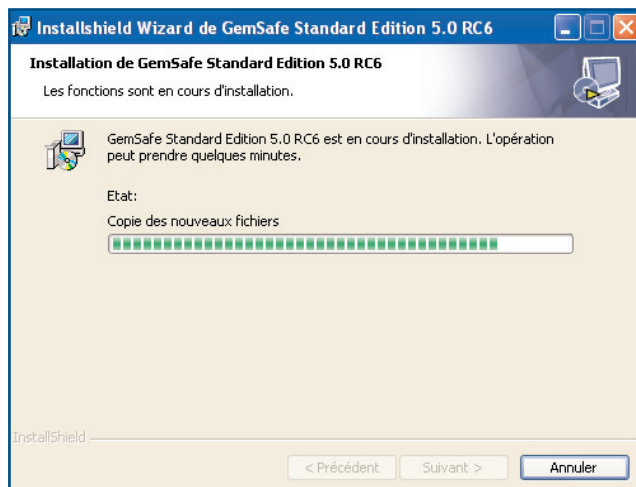 Installshield Wizard de GemSafe Standard Edition 5.0 RC6
Installation de GemSafe Standard Edition 5.0 RC6
Les fonctions sont en cours d'installation.
GemSafe Standard Edition 5.0 RC6 est en cours d'installation. L'opération
peut prendre quelques minutes.
Etat:
Copie des nouveaux fichiers
InstallShield
< Précédent
Suivant >
Annuler